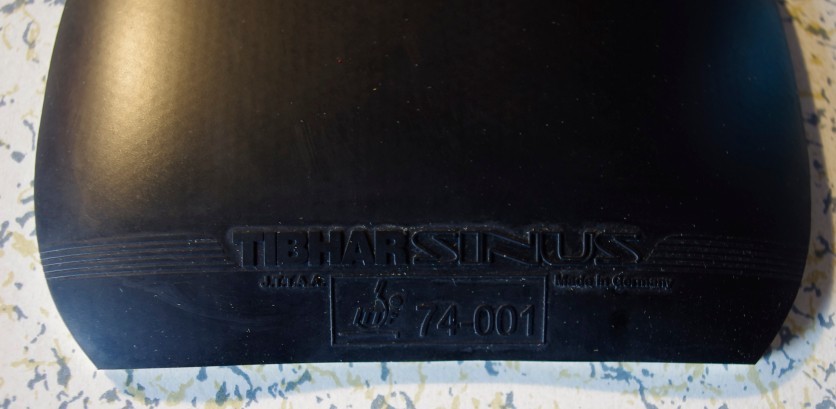 TIBHAR SINUS
J.T.T.A.A. Made in Germany
ITTF 74-001